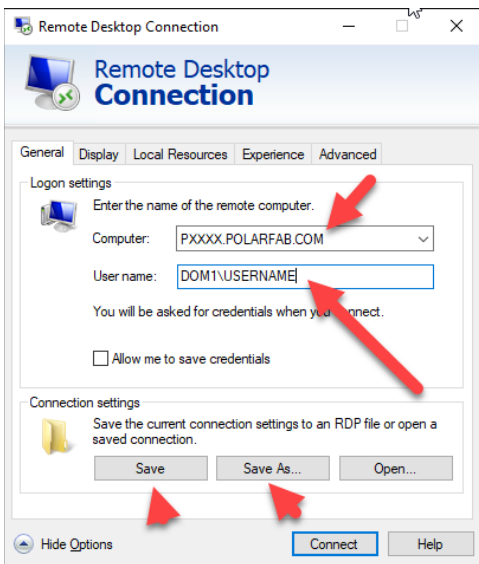 Remote Desktop Connection
Remote Desktop
Connection
General Display Local Resources Experience Advanced
Logon settings
Enter the name of the remote computer.
Computer: PXXXX.POLARFAB.COM
User name: DOM1\USERNAME
You will be asked for credentials when you connect.
Allow me to save credentials
Connection settings
Save the current connection settings to an RDP file or open a
saved connection.
Save Save As... Open...
Hide Options Connect Help